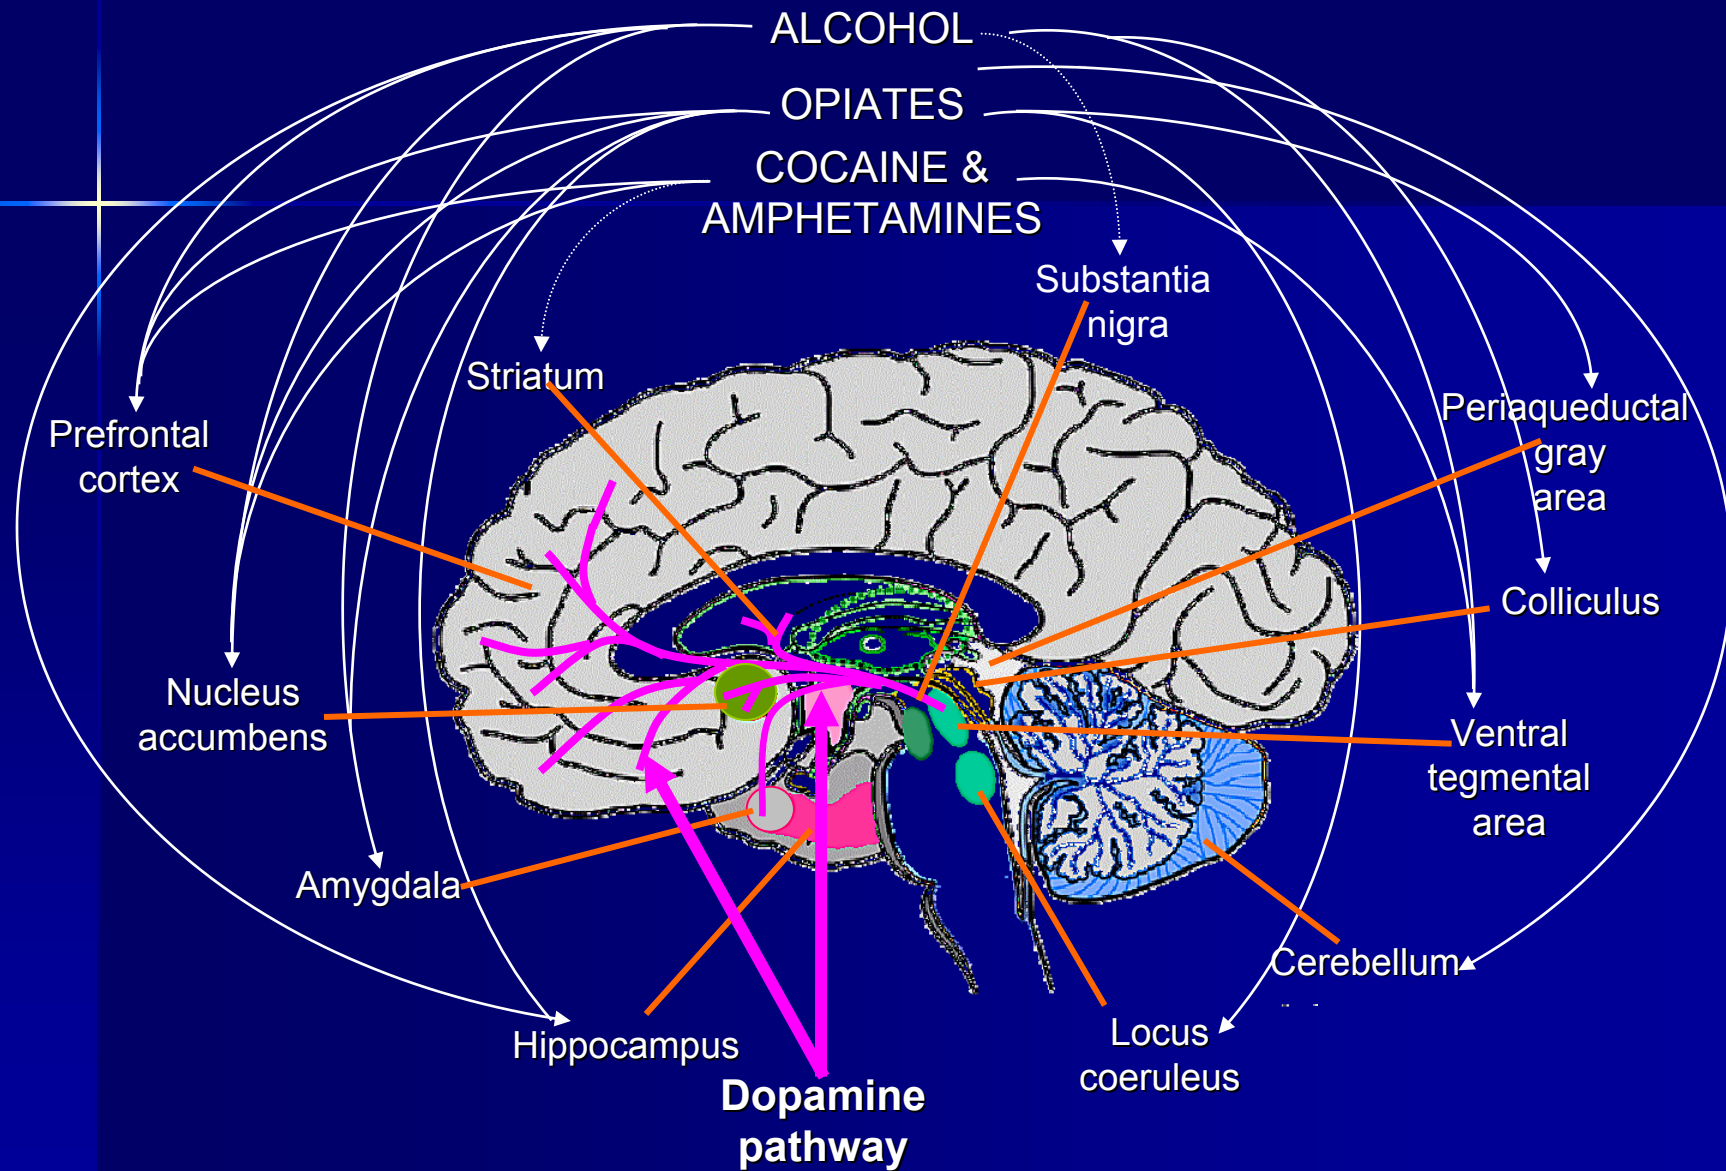 ALCOHOL
OPIATES
COCAINE &
AMPHETAMINES
Substantia
nigra
Striatum
Prefrontal
cortex
Periaqueductal
gray
area
Colliculus
Nucleus
accumbens
Ventral
tegmental
area
Amygdala
Cerebellum
Hippocampus
Locus
coeruleus
Dopamine
pathway